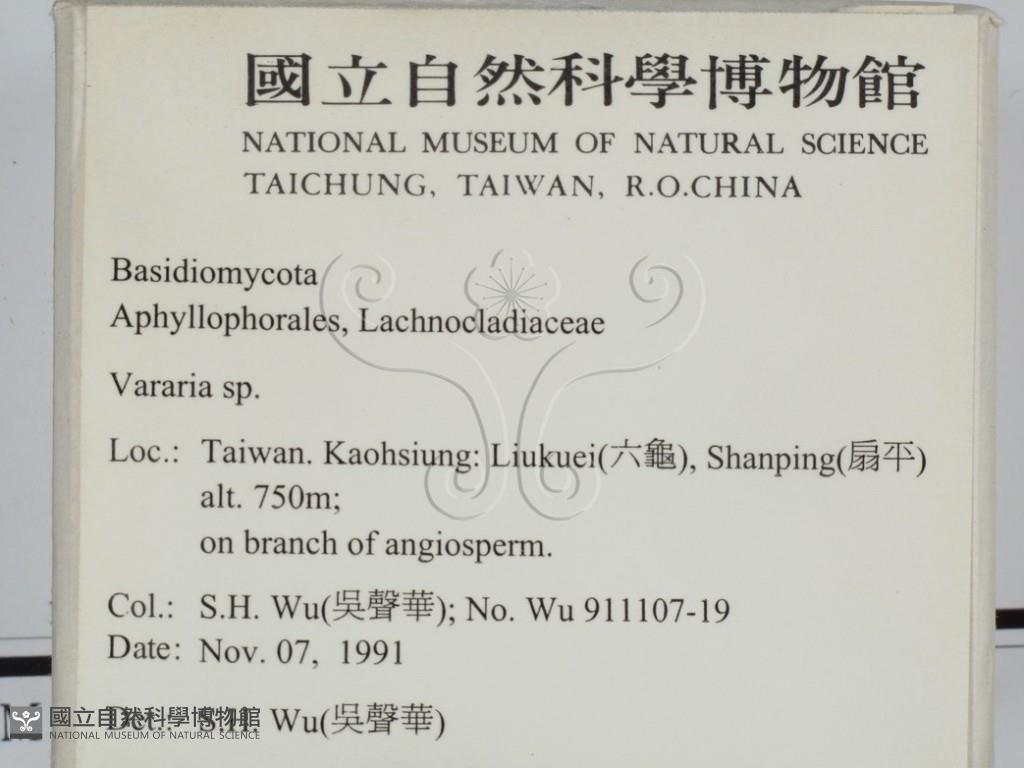 國立自然科學博物館
NATIONAL MUSEUM OF NATURAL SCIENCE
TAICHUNG, TAIWAN, R.O.CHINA
Basidiomycota
Aphyllophorales, Lachnocladiaceae
Vararia sp.
Loc.: Taiwan. Kaohsiung: Liukuei(六龜), Shanping(扇平)
alt. 750m;
on branch of angiosperm.
Col.: S.H. Wu(吳聲華); No. Wu 911107-19
Date: Nov. 07, 1991
Det.: S.H. Wu(吳聲華)
國立自然科學博物館
NATIONAL MUSEUM OF NATURAL SCIENCE